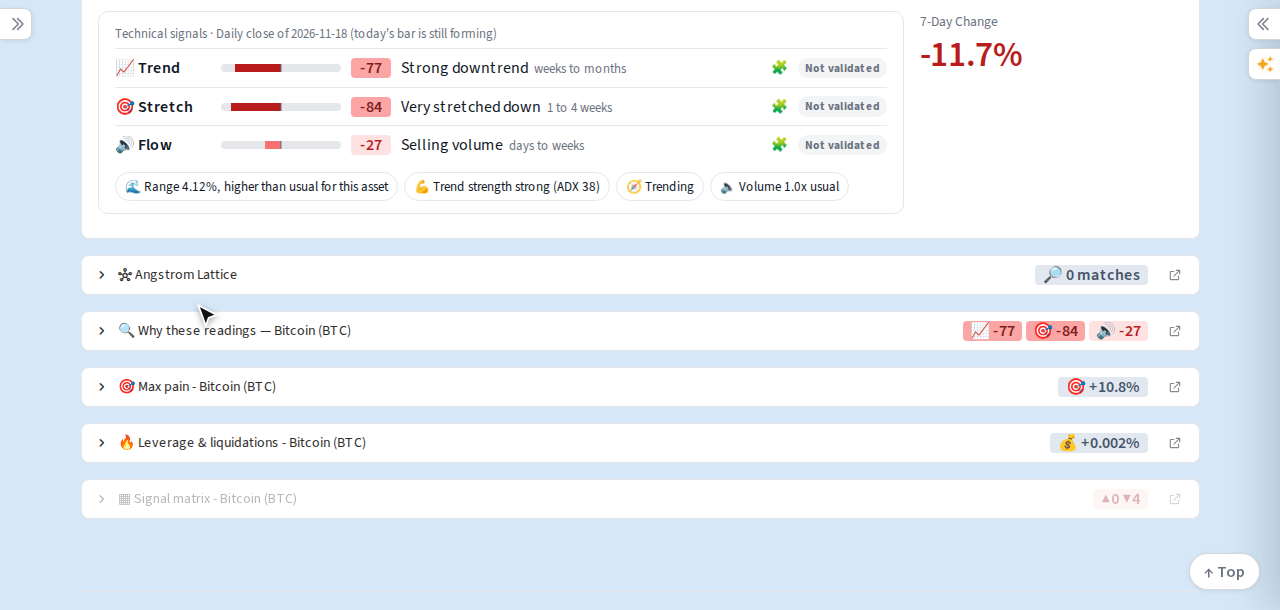 Technical signals · Daily close of 2026-11-18 (today's bar is still forming)
7-Day Change
-11.7%
Trend -77 Strong downtrend weeks to months Not validated
Stretch -84 Very stretched down 1 to 4 weeks Not validated
Flow -27 Selling volume days to weeks Not validated
Range 4.12%, higher than usual for this asset Trend strength strong (ADX 38) Trending Volume 1.0x usual
Angstrom Lattice 0 matches
Why these readings — Bitcoin (BTC) -77 -84 -27
Max pain - Bitcoin (BTC) +10.8%
Leverage & liquidations - Bitcoin (BTC) +0.002%
Signal matrix - Bitcoin (BTC) ▲0 ▼4
↑ Top